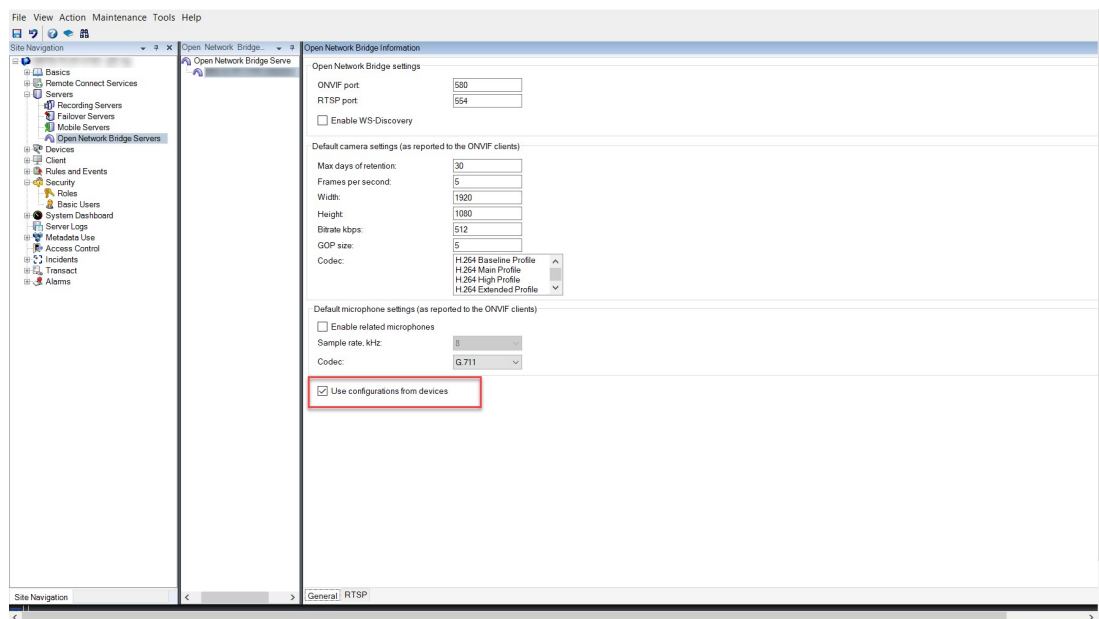 File View Action Maintenance Tools Help
Site Navigation
Basics
Remote Connect Services
Servers
Recording Servers
Failover Servers
Mobile Servers
Open Network Bridge Servers
Devices
Client
Rules and Events
Security
Roles
Basic Users
System Dashboard
Server Logs
Metadata Use
Access Control
Incidents
Transact
Alarms
Site Navigation
Open Network Bridge...
Open Network Bridge Serve
Open Network Bridge Information
Open Network Bridge settings
ONVIF port: 580
RTSP port: 554
Enable WS-Discovery
Default camera settings (as reported to the ONVIF clients)
Max days of retention: 30
Frames per second: 5
Width: 1920
Height: 1080
Bitrate kbps: 512
GOP size: 5
Codec: H.264 Baseline Profile
H.264 Main Profile
H.264 High Profile
H.264 Extended Profile
Default microphone settings (as reported to the ONVIF clients)
Enable related microphones
Sample rate, kHz: 8
Codec: G.711
Use configurations from devices
General RTSP